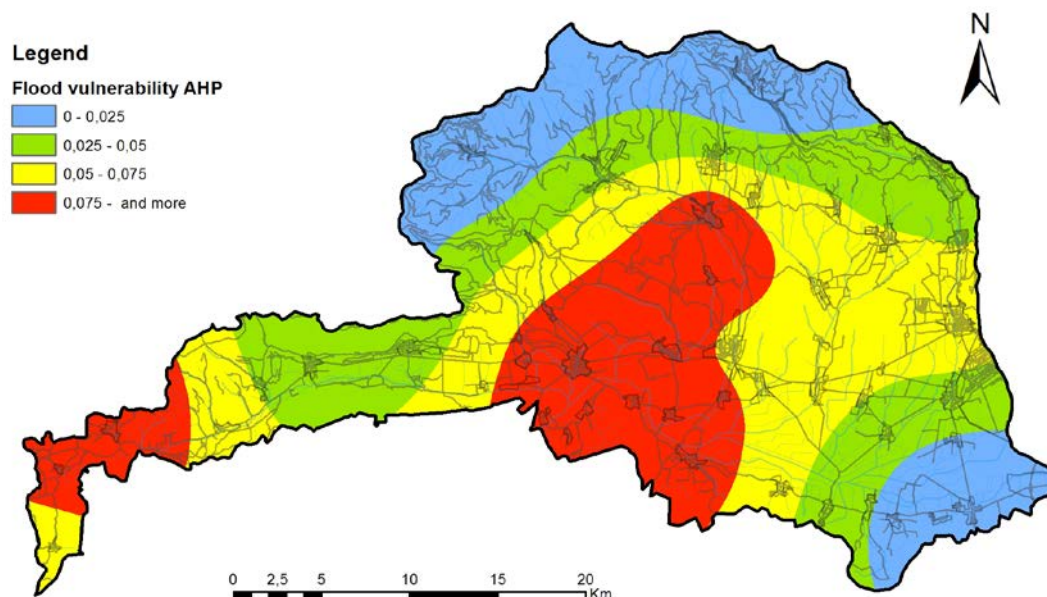 N
Legend
Flood vulnerability AHP
0 - 0,025
0,025 - 0,05
0,05 - 0,075
0,075 - and more
0 2,5 5 10 15 20
Km